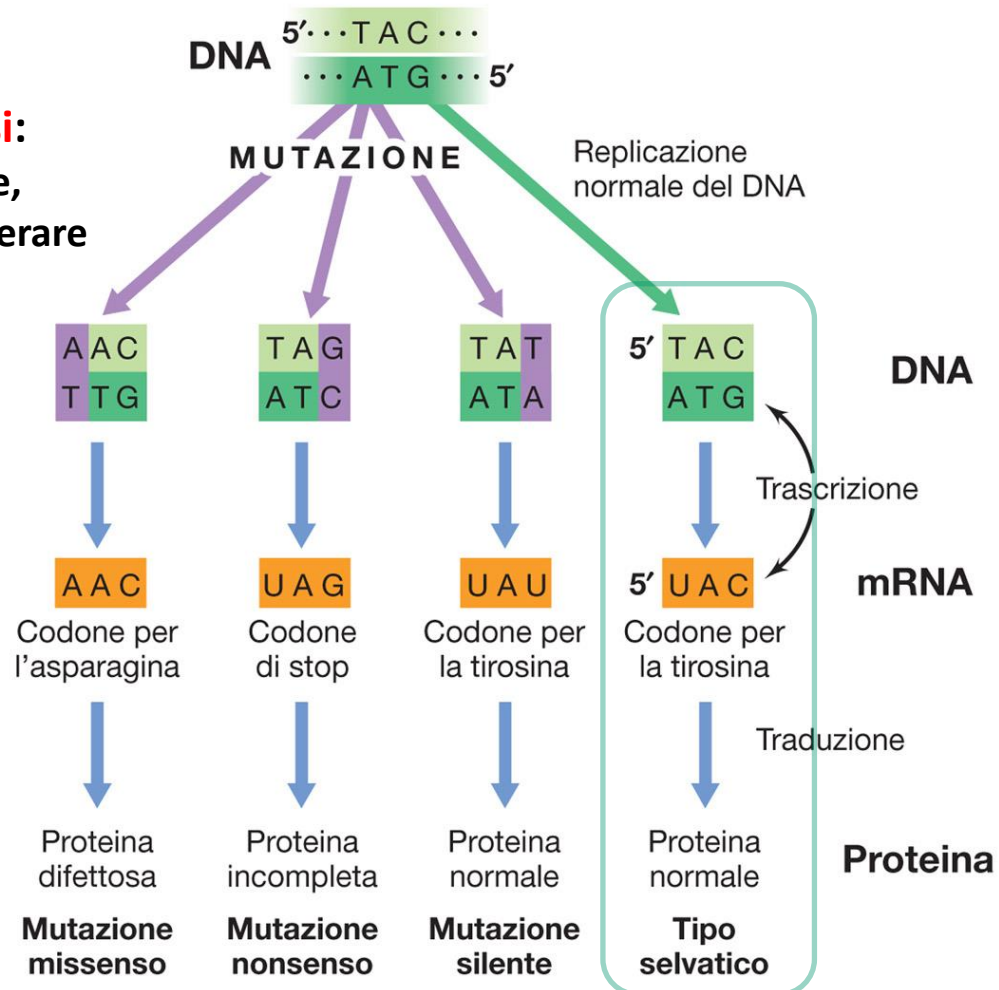 5′···TAC···
DNA
···ATG···5′
i:
e,
erare
MUTAZIONE
Replicazione
normale del DNA
AAC
TTG
TAG
ATC
TAT
ATA
5′ TAC
ATG
DNA
Trascrizione
AAC
UAG
UAU
5′ UAC
mRNA
Codone per
l'asparagina
Codone
di stop
Codone per
la tirosina
Codone per
la tirosina
Traduzione
Proteina
difettosa
Proteina
incompleta
Proteina
normale
Proteina
normale
Proteina
Mutazione
missenso
Mutazione
nonsenso
Mutazione
silente
Tipo
selvatico